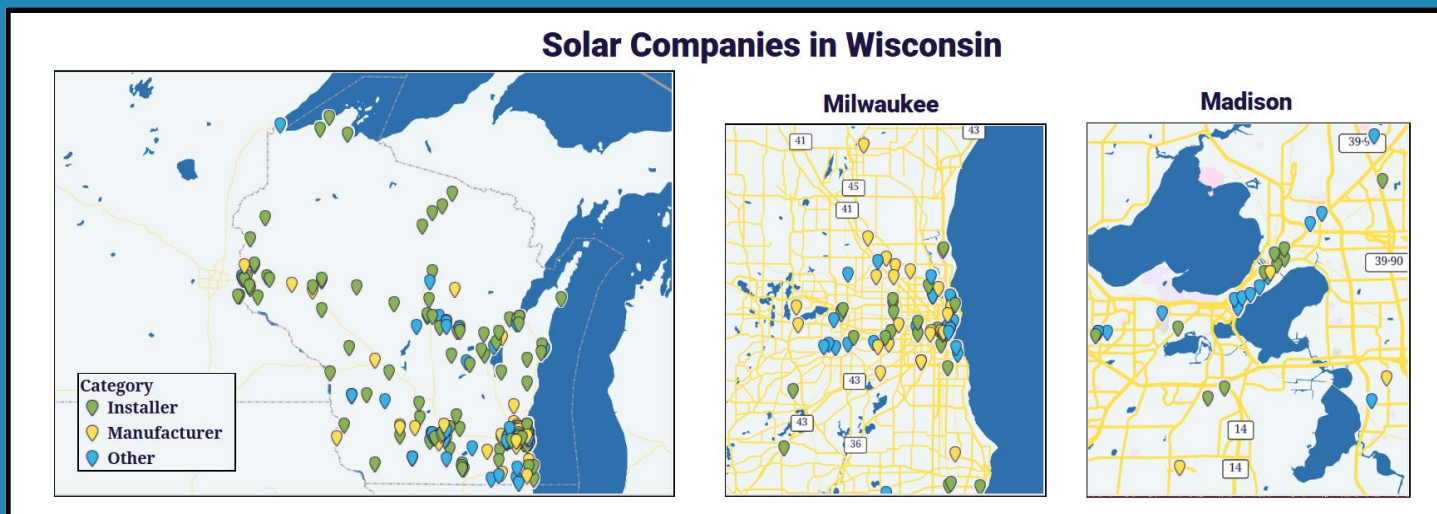 Solar Companies in Wisconsin
Category
Installer
Manufacturer
Other
Milwaukee
41
43
45
41
43
43
36
Madison
39-90
14
14